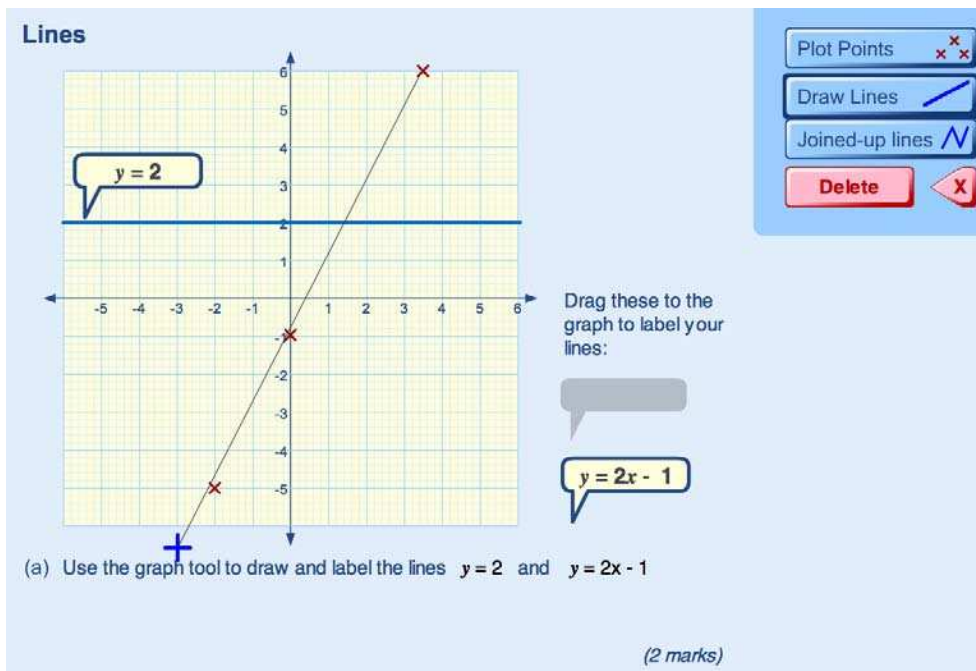 Lines
Plot Points
Draw Lines
Joined-up lines
Delete
X
y = 2
6
5
4
3
2
1
-5 -4 -3 -2 -1 1 2 3 4 5 6
-1
-2
-3
-4
-5
Drag these to the
graph to label your
lines:
y = 2x - 1
(a) Use the graph tool to draw and label the lines y = 2 and y = 2x - 1
(2 marks)